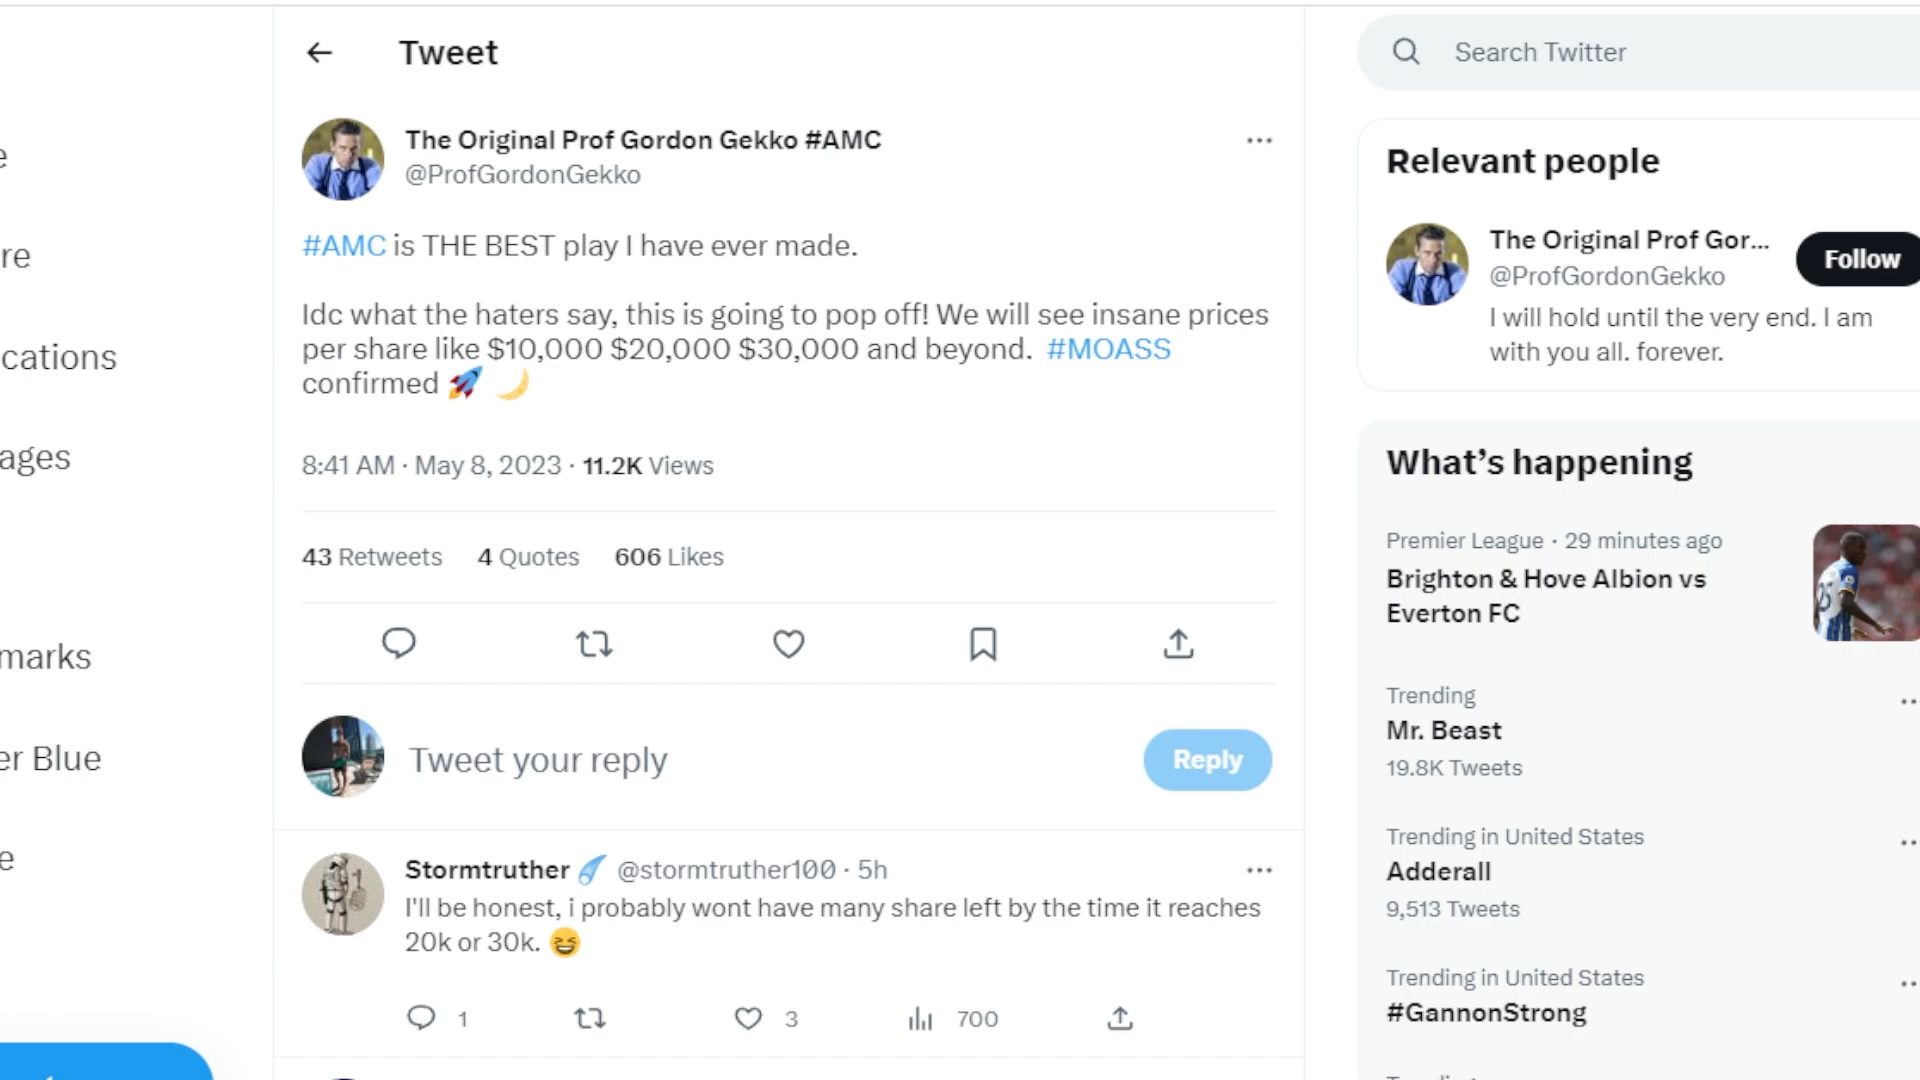 Tweet
Search Twitter
The Original Prof Gordon Gekko #AMC
@ProfGordonGekko
#AMC is THE BEST play I have ever made.
Idc what the haters say, this is going to pop off! We will see insane prices
per share like $10,000 $20,000 $30,000 and beyond. #MOASS
confirmed 🚀 🌙
8:41 AM · May 8, 2023 · 11.2K Views
43 Retweets 4 Quotes 606 Likes
Tweet your reply
Reply
Stormtruther ☄️ @stormtruther100 · 5h
I'll be honest, i probably wont have many share left by the time it reaches
20k or 30k. 😆
1 3 700
Relevant people
The Original Prof Gor...
@ProfGordonGekko
Follow
I will hold until the very end. I am
with you all. forever.
What's happening
Premier League · 29 minutes ago
Brighton & Hove Albion vs
Everton FC
Trending
Mr. Beast
19.8K Tweets
Trending in United States
Adderall
9,513 Tweets
Trending in United States
#GannonStrong
e
re
cations
ages
marks
er Blue
e